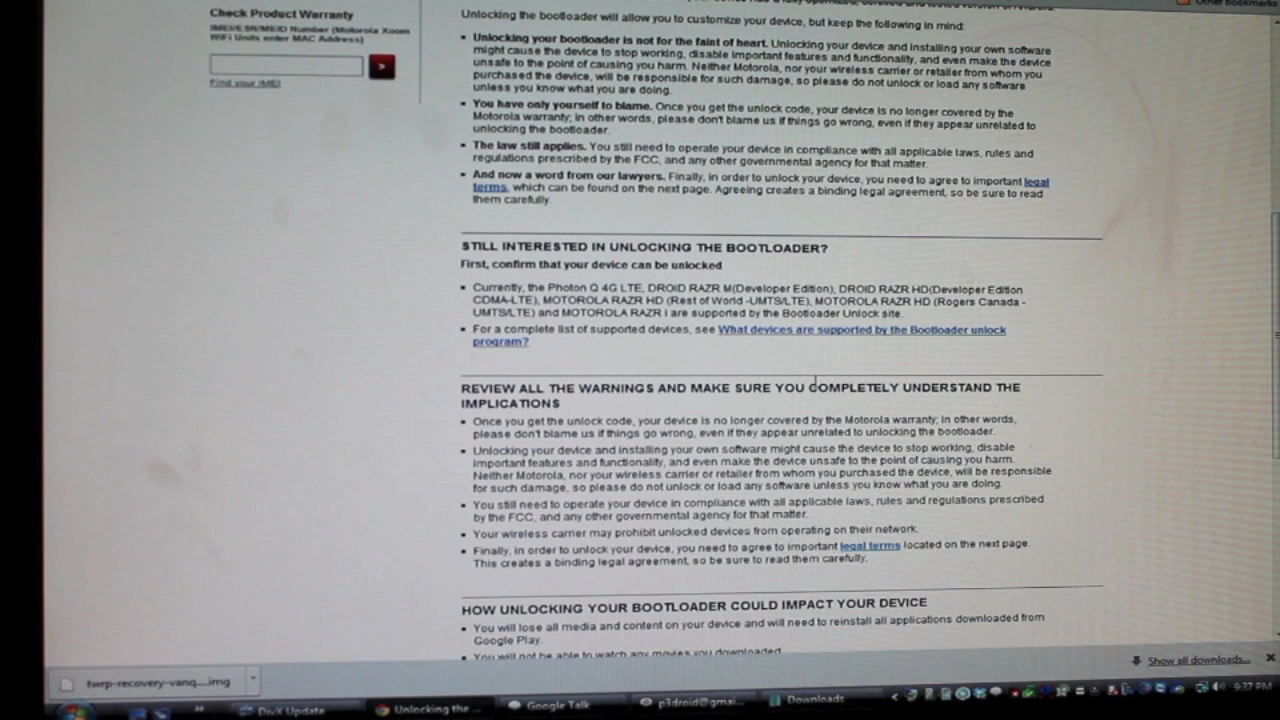 Other bookmarks
Check Product Warranty
IMEI/ESN/MEID Number (Motorola Xoom
WiFi Units enter MAC Address)
»
Find your IMEI
Unlocking the bootloader will allow you to customize your device, but keep the following in mind:
▪ Unlocking your bootloader is not for the faint of heart. Unlocking your device and installing your own software
might cause the device to stop working, disable important features and functionality, and even make the device
unsafe to the point of causing you harm. Neither Motorola, nor your wireless carrier or retailer from whom you
purchased the device, will be responsible for such damage, so please do not unlock or load any software
unless you know what you are doing.
▪ You have only yourself to blame. Once you get the unlock code, your device is no longer covered by the
Motorola warranty; in other words, please don't blame us if things go wrong, even if they appear unrelated to
unlocking the bootloader.
▪ The law still applies. You still need to operate your device in compliance with all applicable laws, rules and
regulations prescribed by the FCC, and any other governmental agency for that matter.
▪ And now a word from our lawyers. Finally, in order to unlock your device, you need to agree to important legal
terms, which can be found on the next page. Agreeing creates a binding legal agreement, so be sure to read
them carefully.
STILL INTERESTED IN UNLOCKING THE BOOTLOADER?
First, confirm that your device can be unlocked
▪ Currently, the Photon Q 4G LTE, DROID RAZR M(Developer Edition), DROID RAZR HD(Developer Edition
CDMA-LTE), MOTOROLA RAZR HD (Rest of World -UMTS/LTE), MOTOROLA RAZR HD (Rogers Canada -
UMTS/LTE) and MOTOROLA RAZR i are supported by the Bootloader Unlock site.
▪ For a complete list of supported devices, see What devices are supported by the Bootloader unlock
program?
REVIEW ALL THE WARNINGS AND MAKE SURE YOU COMPLETELY UNDERSTAND THE
IMPLICATIONS
▪ Once you get the unlock code, your device is no longer covered by the Motorola warranty; in other words,
please don't blame us if things go wrong, even if they appear unrelated to unlocking the bootloader.
▪ Unlocking your device and installing your own software might cause the device to stop working, disable
important features and functionality, and even make the device unsafe to the point of causing you harm.
Neither Motorola, nor your wireless carrier or retailer from whom you purchased the device, will be responsible
for such damage, so please do not unlock or load any software unless you know what you are doing.
▪ You still need to operate your device in compliance with all applicable laws, rules and regulations prescribed
by the FCC, and any other governmental agency for that matter.
▪ Your wireless carrier may prohibit unlocked devices from operating on their network.
▪ Finally, in order to unlock your device, you need to agree to important legal terms located on the next page.
This creates a binding legal agreement, so be sure to read them carefully.
HOW UNLOCKING YOUR BOOTLOADER COULD IMPACT YOUR DEVICE
▪ You will lose all media and content on your device and will need to reinstall all applications downloaded from
Google Play.
▪ You will not be able to watch any movies you downloaded
twrp-recovery-vanq....img
Show all downloads...
DivX Update
Unlocking the ...
Google Talk
p3droid@gmai...
Downloads
9:37 PM